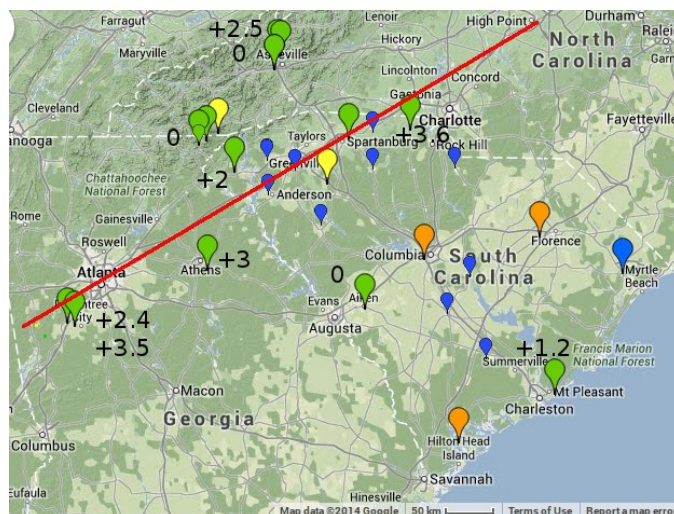 Farragut
Lenoir
High Point
Durham
Maryville
+2.5
Hickory
Ralei
0
Asheville
North
Carolina
Lincolnton
Concord
Cleveland
Gastonia
Charlotte
Fayetteville
anooga
0
Taylors
Spartanburg
+3.6
Rock Hill
Chattahoochee
National Forest
+2
Greenvill
Anderson
Rome
Gainesville
Roswell
Florence
Columbia
South
Carolina
Atlanta
Athens
+3
0
Myrtle
Beach
Aiken
Evans
Augusta
City
+2.4
+3.5
+1.2
Francis Marion
National Forest
Summerville
Macon
Mt Pleasant
Charleston
Georgia
Columbus
Hilton Head
Island
Savannah
Hinesville
Eufaula
Map data ©2014 Google
50 km
Terms of Use
Report a map erro